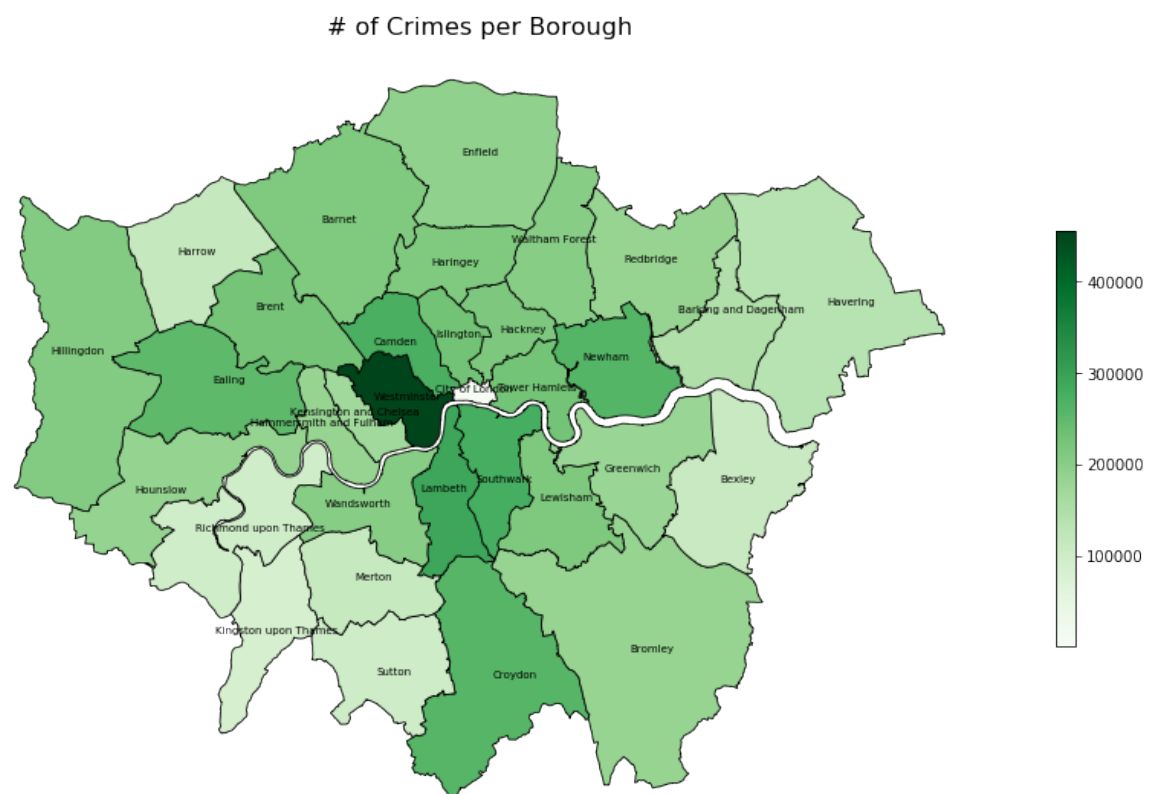 # of Crimes per Borough
Enfield
Barnet
Waltham Forest
Harrow
Haringey
Redbridge
Brent
Havering
Barking and Dagenham
Hackney
Islington
Camden
Hillingdon
Newham
Ealing
City of London
Tower Hamlets
Westminster
Kensington and Chelsea
Hammersmith and Fulham
Greenwich
Southwark
Bexley
Lambeth
Hounslow
Lewisham
Wandsworth
Richmond upon Thames
Merton
Kingston upon Thames
Bromley
Sutton
Croydon
400000
300000
200000
100000